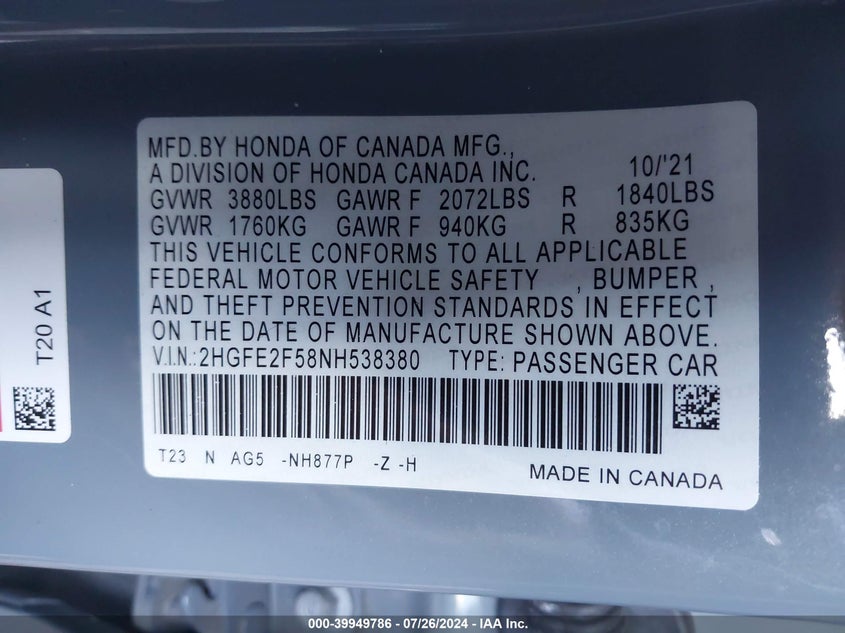 MFD.BY HONDA OF CANADA MFG.,
A DIVISION OF HONDA CANADA INC. 10/'21
GVWR 3880LBS GAWR F 2072LBS R 1840LBS
GVWR 1760KG GAWR F 940KG R 835KG
THIS VEHICLE CONFORMS TO ALL APPLICABLE
FEDERAL MOTOR VEHICLE SAFETY , BUMPER ,
AND THEFT PREVENTION STANDARDS IN EFFECT
ON THE DATE OF MANUFACTURE SHOWN ABOVE.
V.I.N.:2HGFE2F58NH538380 TYPE: PASSENGER CAR
T23 N AG5 -NH877P -Z -H
MADE IN CANADA
T20 A1
000-39949786 - 07/26/2024 - IAAI Inc.